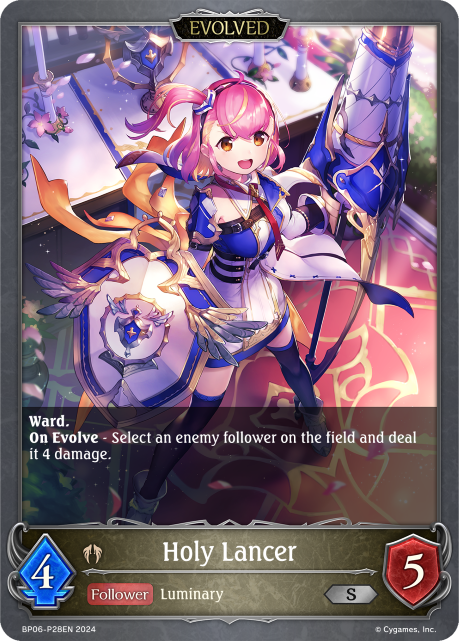 EVOLVED
Ward.
On Evolve - Select an enemy follower on the field and deal
it 4 damage.
Holy Lancer
4
5
Follower Luminary
S
BP06-P28EN 2024
© Cygames, Inc.